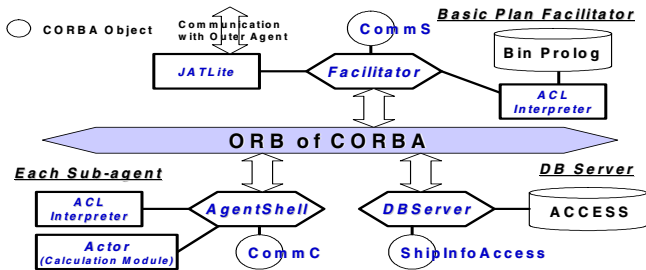 CORBA Object
Communication
with Outer Agent
CommS
Basic Plan Facilitator
Bin Prolog
JATLite
Facilitator
ACL
Interpreter
ORB of CORBA
Each Sub-agent
DB Server
ACL
Interpreter
AgentShell
DBServer
ACCESS
Actor
(Calculation Module)
CommC
ShipInfoAccess